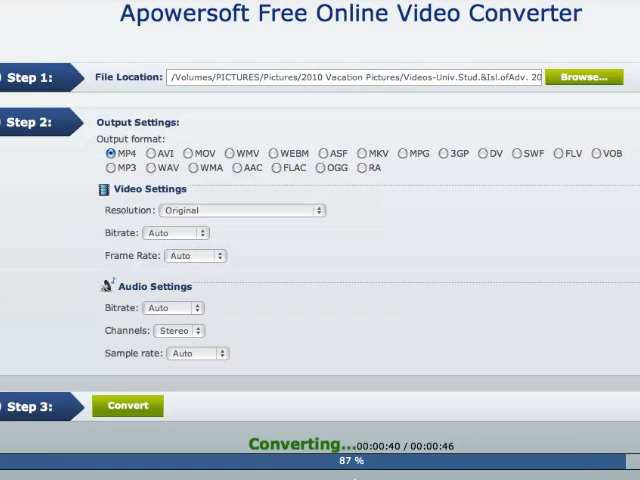 Apowersoft Free Online Video Converter
Step 1:
File Location: /Volumes/PICTURES/Pictures/2010 Vacation Pictures/Videos-Univ.Stud.&Isl.ofAdv. 20 Browse...
Step 2:
Output Settings:
Output format:
MP4 AVI MOV WMV WEBM ASF MKV MPG 3GP DV SWF FLV VOB
MP3 WAV WMA AAC FLAC OGG RA
Video Settings
Resolution: Original
Bitrate: Auto
Frame Rate: Auto
Audio Settings
Bitrate: Auto
Channels: Stereo
Sample rate: Auto
Step 3: Convert
Converting...00:00:40 / 00:00:46
87 %